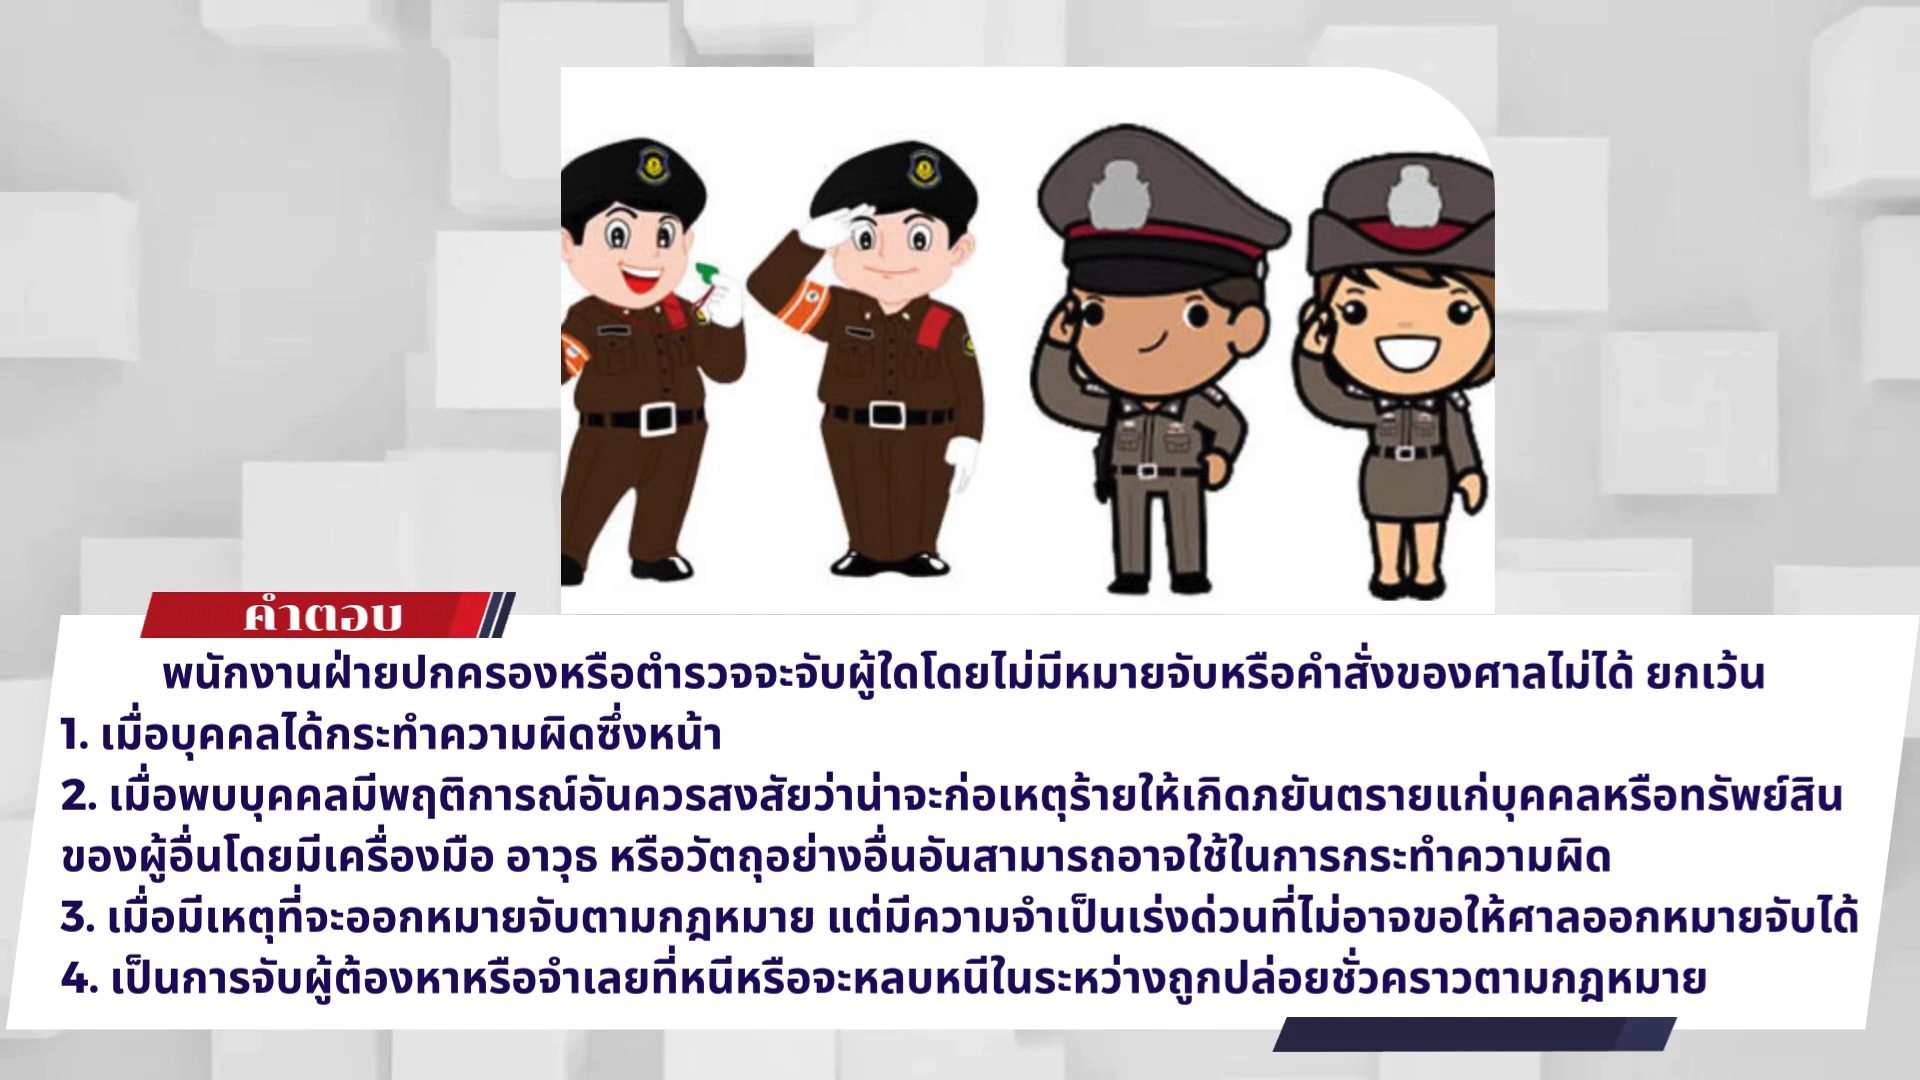 คำตอบ
พนักงานฝ่ายปกครองหรือตำรวจจะจับผู้ใดโดยไม่มีหมายจับหรือคำสั่งของศาลไม่ได้ ยกเว้น
1. เมื่อบุคคลได้กระทำความผิดซึ่งหน้า
2. เมื่อพบบุคคลมีพฤติการณ์อันควรสงสัยว่าน่าจะก่อเหตุร้ายให้เกิดภยันตรายแก่บุคคลหรือทรัพย์สิน
ของผู้อื่นโดยมีเครื่องมือ อาวุธ หรือวัตถุอย่างอื่นอันสามารถอาจใช้ในการกระทำความผิด
3. เมื่อมีเหตุที่จะออกหมายจับตามกฎหมาย แต่มีความจำเป็นเร่งด่วนที่ไม่อาจขอให้ศาลออกหมายจับได้
4. เป็นการจับผู้ต้องหาหรือจำเลยที่หนีหรือจะหลบหนีในระหว่างถูกปล่อยชั่วคราวตามกฎหมาย